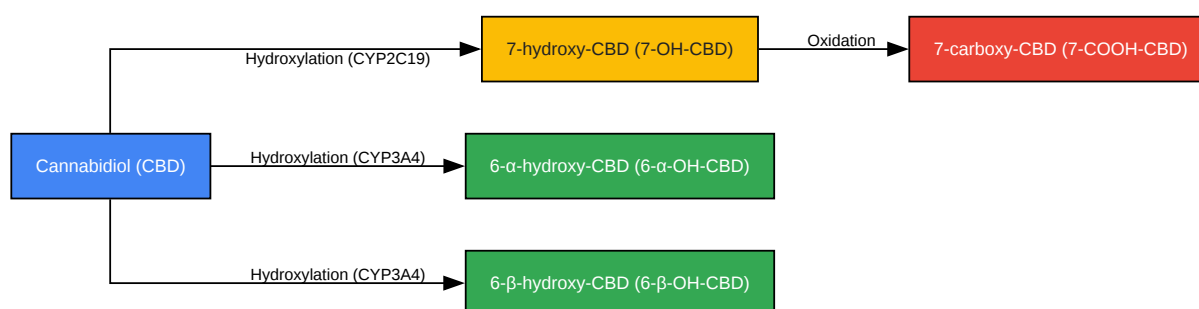 7-hydroxy-CBD (7-OH-CBD)
Oxidation
7-carboxy-CBD (7-COOH-CBD)
Hydroxylation (CYP2C19)
Cannabidiol (CBD)
Hydroxylation (CYP3A4)
6-α-hydroxy-CBD (6-α-OH-CBD)
Hydroxylation (CYP3A4)
6-β-hydroxy-CBD (6-β-OH-CBD)